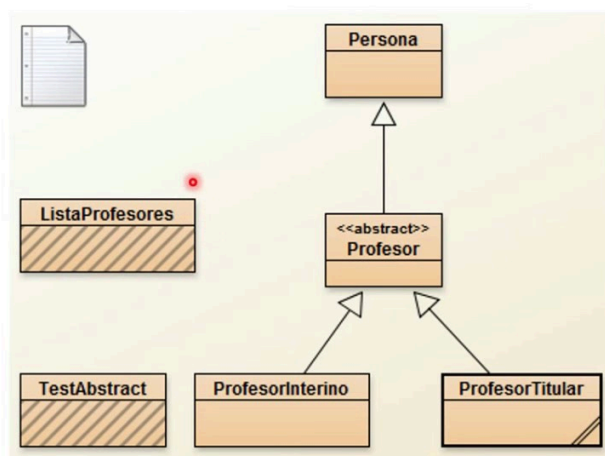 Persona
ListaProfesores
<<abstract>>
Profesor
TestAbstract
ProfesorInterino
ProfesorTitular